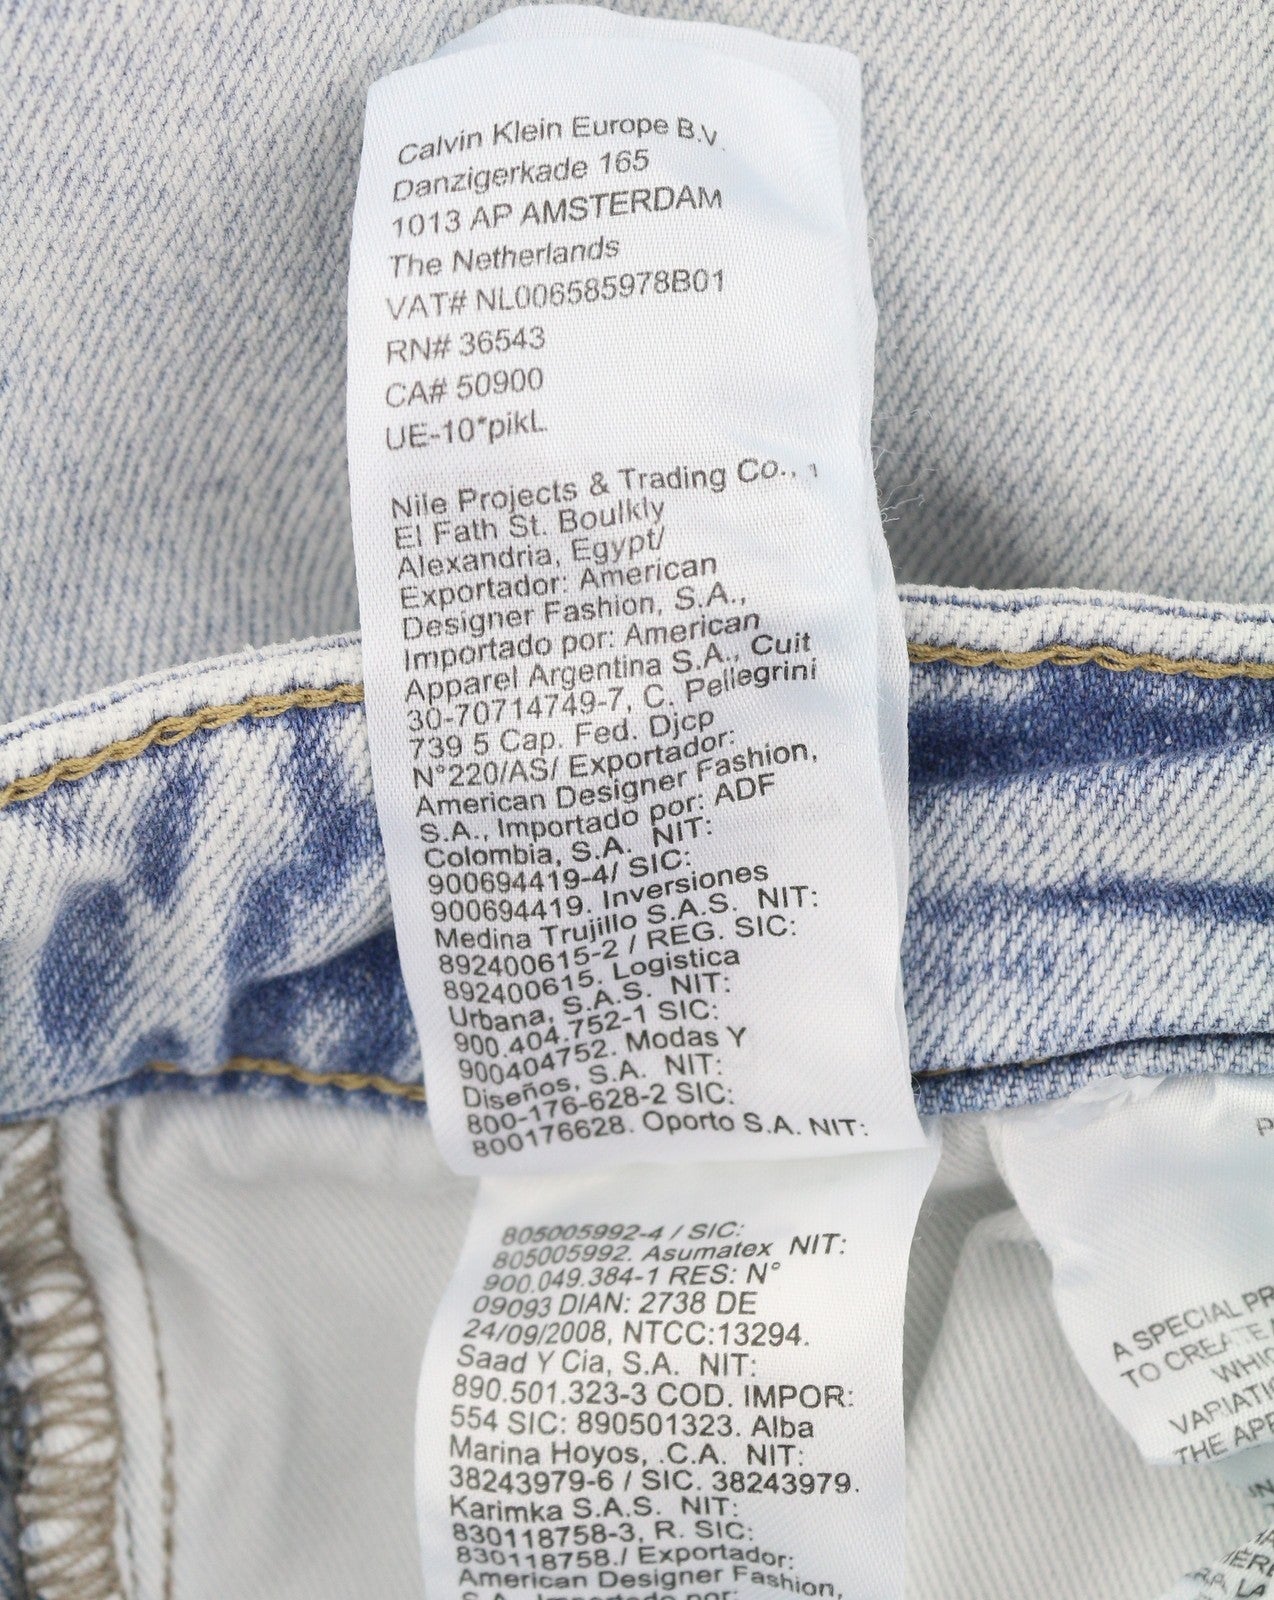 Calvin Klein Europe B.V.
Danzigerkade 165
1013 AP AMSTERDAM
The Netherlands
VAT# NL006585978B01
RN# 36543
CA# 50900
UE-10*pikL
Nile Projects & Trading Co., 1
El Fath St. Boulkly
Alexandria, Egypt/
Exportador: American
Designer Fashion, S.A.,
Importado por: American
Apparel Argentina S.A., Cuit
30-70714749-7, C. Pellegrini
739 5 Cap. Fed. Djcp
N°220/AS/ Exportador:
American Designer Fashion,
S.A., Importado por: ADF
Colombia, S.A. NIT:
900694419-4/ SIC:
900694419. Inversiones
Medina Trujillo S.A.S. NIT:
892400615-2 / REG. SIC:
892400615. Logistica
Urbana, S.A.S. NIT:
900.404.752-1 SIC:
900404752. Modas Y
Diseños, S.A. NIT:
800-176-628-2 SIC:
800176628. Oporto S.A. NIT:
805005992-4 / SIC:
805005992. Asumatex NIT:
900.049.384-1 RES: N°
09093 DIAN: 2738 DE
24/09/2008, NTCC:13294.
Saad Y Cia, S.A. NIT:
890.501.323-3 COD. IMPOR:
554 SIC: 890501323. Alba
Marina Hoyos, .C.A. NIT:
38243979-6 / SIC. 38243979.
Karimka S.A.S. NIT:
830118758-3, R. SIC:
830118758./ Exportador:
American Designer Fashion,
S.A., Importado por:
A SPECIAL PR
TO CREATE
WHIC
VARIATI
THE APP